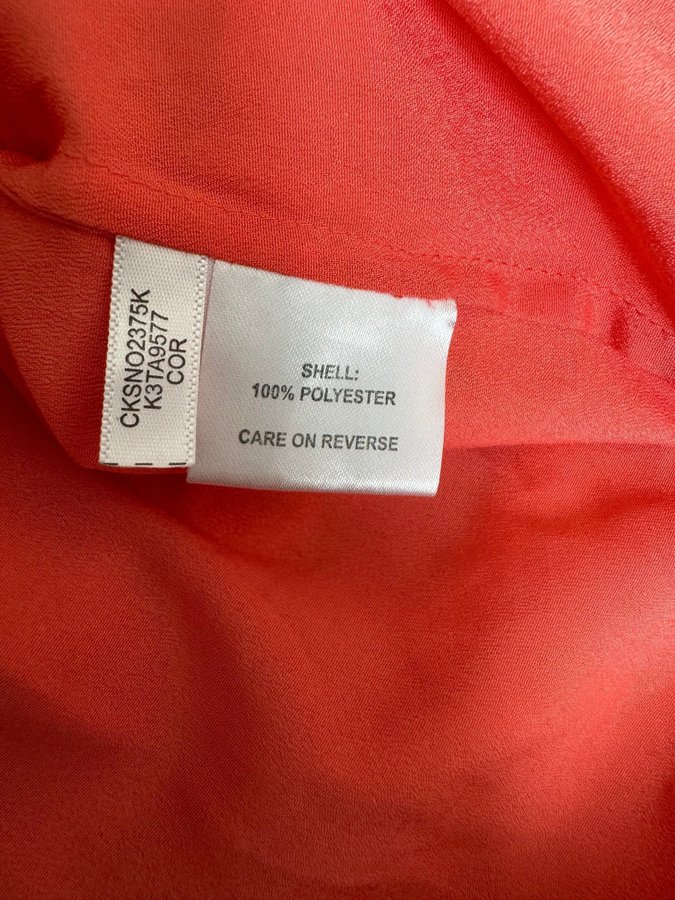 CKSNO2375K
K3TA9577
COR
SHELL:
100% POLYESTER
CARE ON REVERSE